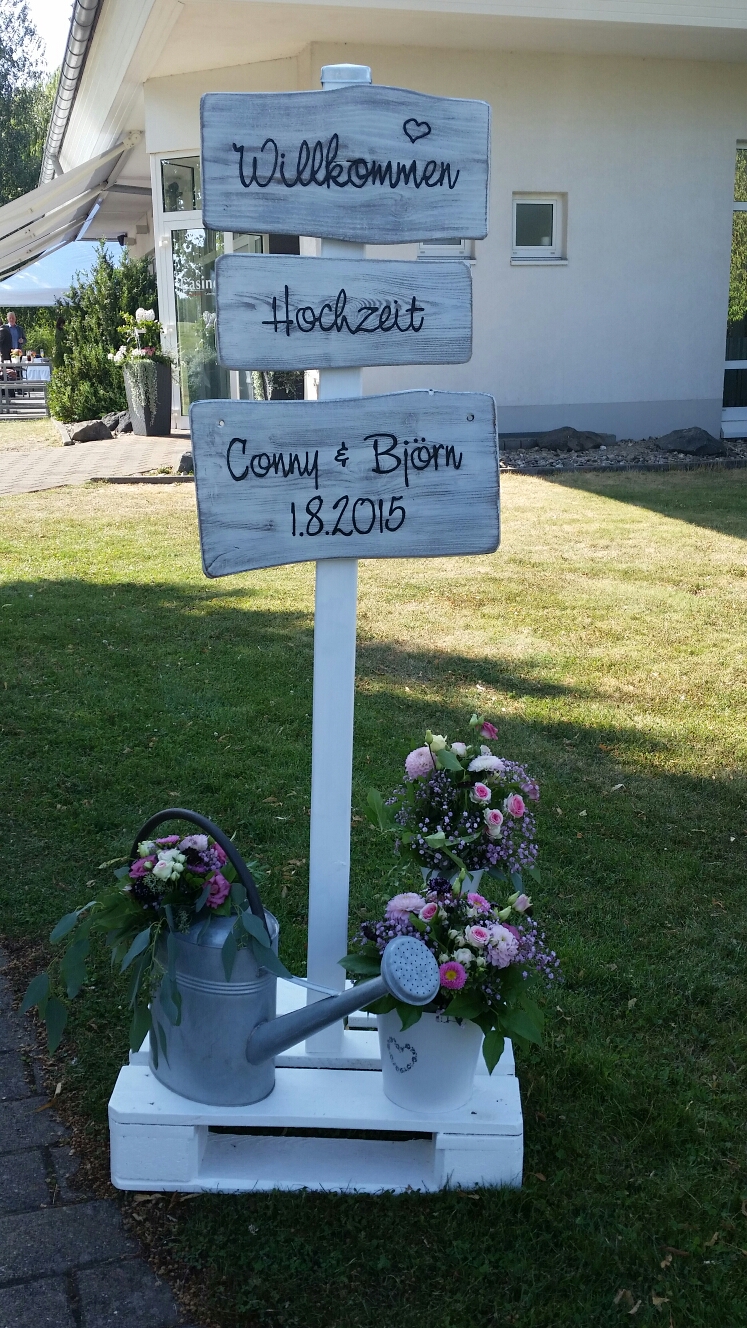 Willkommen
Hochzeit
Conny & Björn
1.8.2015